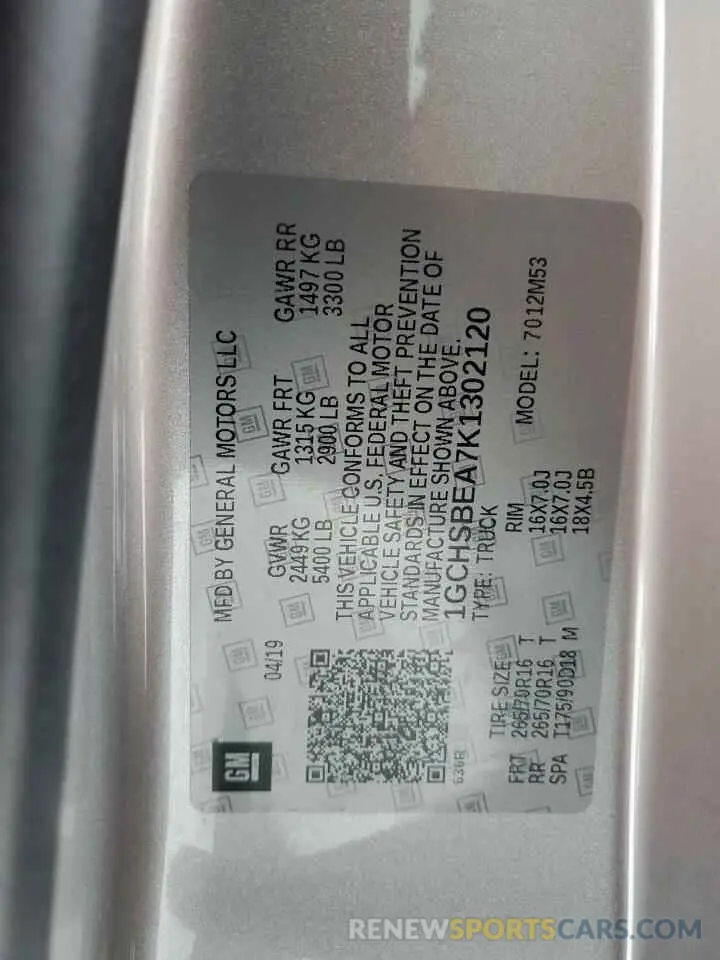 GM
MFD BY GENERAL MOTORS LLC
04/19
GVWR GAWR FRT GAWR RR
2449 KG 1315 KG 1497 KG
5400 LB 2900 LB 3300 LB
THIS VEHICLE CONFORMS TO ALL
APPLICABLE U.S. FEDERAL MOTOR
VEHICLE SAFETY AND THEFT PREVENTION
STANDARDS IN EFFECT ON THE DATE OF
MANUFACTURE SHOWN ABOVE.
1GCHSBEA7K1302120
TYPE: TRUCK
636R
TIRE SIZE RIM MODEL: 7012M53
FRT 265/70R16 T 16X7.0J
RR 265/70R16 T 16X7.0J
SPA T175/90D18 M 18X4.5B
RENEWSPORTSCARS.COM